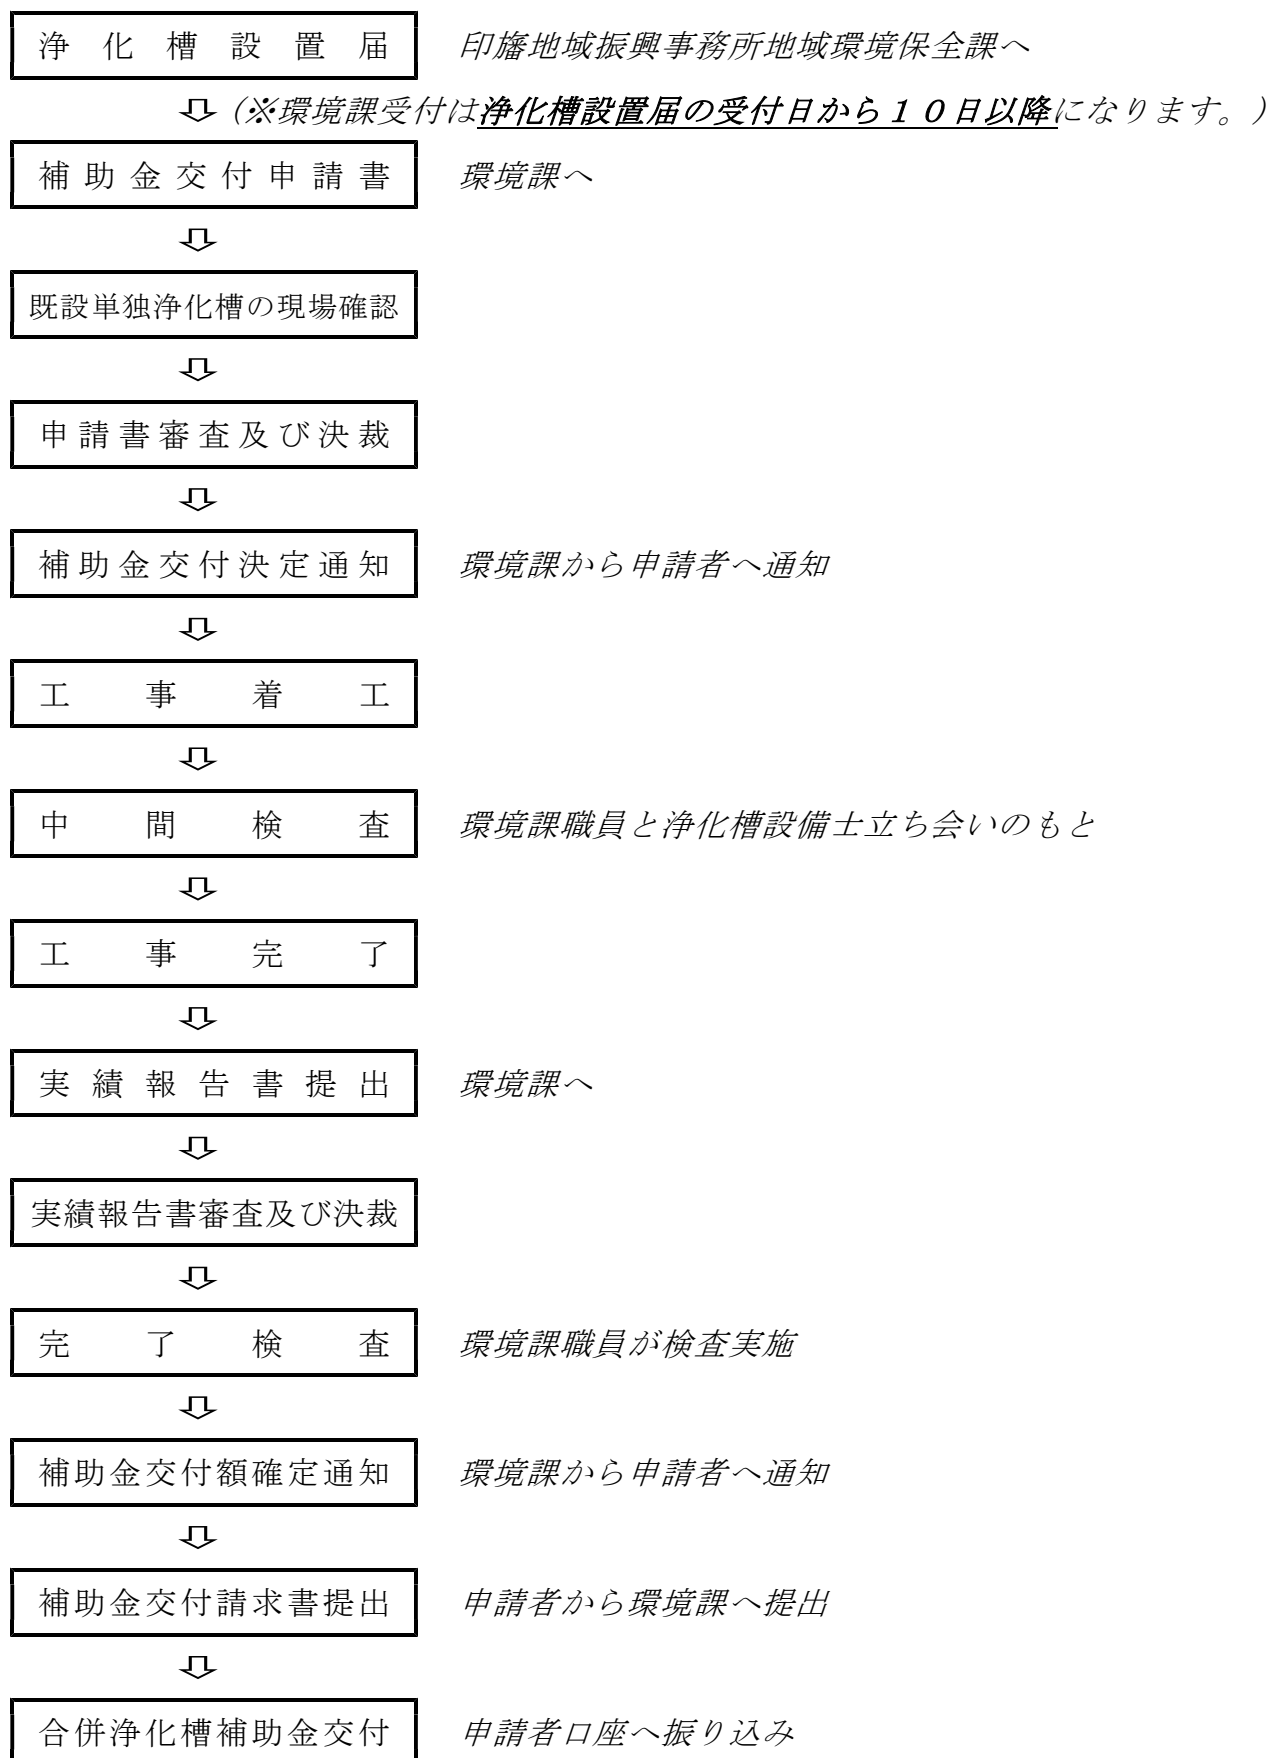 浄化槽設置届 印旛地域振興事務所地域環境保全課へ
(※環境課受付は浄化槽設置届の受付日から１０日以降になります。)
補助金交付申請書 環境課へ
既設単独浄化槽の現場確認
申請書審査及び決裁
補助金交付決定通知 環境課から申請者へ通知
工事着工
中間検査 環境課職員と浄化槽設備士立ち会いのもと
工事完了
実績報告書提出 環境課へ
実績報告書審査及び決裁
完了検査 環境課職員が検査実施
補助金交付額確定通知 環境課から申請者へ通知
補助金交付請求書提出 申請者から環境課へ提出
合併浄化槽補助金交付 申請者口座へ振り込み